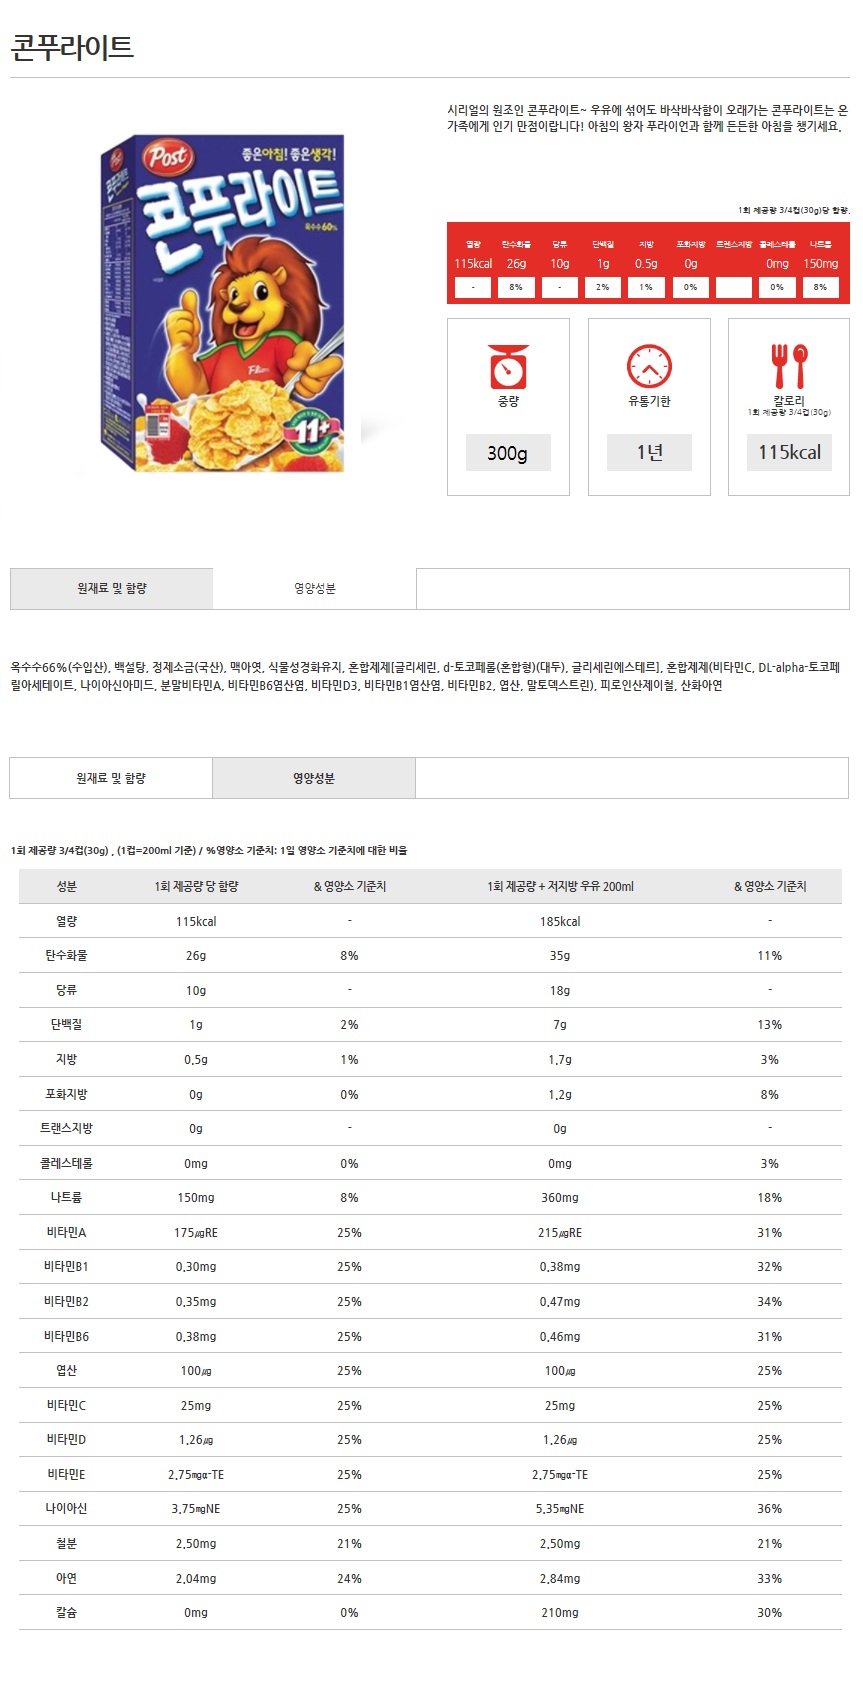 콘푸라이트
시리얼의 원조인 콘푸라이트~ 우유에 섞어도 바삭바삭함이 오래가는 콘푸라이트는 온
가족에게 인기 만점이랍니다! 아침의 왕자 푸라이언과 함께 든든한 아침을 챙기세요.
Post
좋은아침! 좋은생각!
콘푸라이트
옥수수60%
11+
1회 제공량 3/4컵(30g)당 함량.
열량 탄수화물 당류 단백질 지방 포화지방 트랜스지방 콜레스테롤 나트륨
115kcal 26g 10g 1g 0.5g 0g 0mg 150mg
- 8% - 2% 1% 0% 0% 8%
중량 유통기한 칼로리
1회 제공량 3/4컵(30g)
300g 1년 115kcal
원재료 및 함량 영양성분
옥수수66%(수입산), 백설탕, 정제소금(국산), 맥아엿, 식물성경화유지, 혼합제제[글리세린, d-토코페롤(혼합형)(대두), 글리세린에스테르], 혼합제제(비타민C, DL-alpha-토코페
릴아세테이트, 나이아신아미드, 분말비타민A, 비타민B6염산염, 비타민D3, 비타민B1염산염, 비타민B2, 엽산, 말토덱스트린), 피로인산제이철, 산화아연
원재료 및 함량 영양성분
1회 제공량 3/4컵(30g) , (1컵=200ml 기준) / %영양소 기준치: 1일 영양소 기준치에 대한 비율
성분 1회 제공량 당 함량 & 영양소 기준치 1회 제공량 + 저지방 우유 200ml & 영양소 기준치
열량 115kcal - 185kcal -
탄수화물 26g 8% 35g 11%
당류 10g - 18g -
단백질 1g 2% 7g 13%
지방 0.5g 1% 1.7g 3%
포화지방 0g 0% 1.2g 8%
트랜스지방 0g - 0g -
콜레스테롤 0mg 0% 0mg 3%
나트륨 150mg 8% 360mg 18%
비타민A 175㎍RE 25% 215㎍RE 31%
비타민B1 0.30mg 25% 0.38mg 32%
비타민B2 0.35mg 25% 0.47mg 34%
비타민B6 0.38mg 25% 0.46mg 31%
엽산 100㎍ 25% 100㎍ 25%
비타민C 25mg 25% 25mg 25%
비타민D 1.26㎍ 25% 1.26㎍ 25%
비타민E 2.75㎎α-TE 25% 2.75㎎α-TE 25%
나이아신 3.75㎎NE 25% 5.35㎎NE 36%
철분 2.50mg 21% 2.50mg 21%
아연 2.04mg 24% 2.84mg 33%
칼슘 0mg 0% 210mg 30%